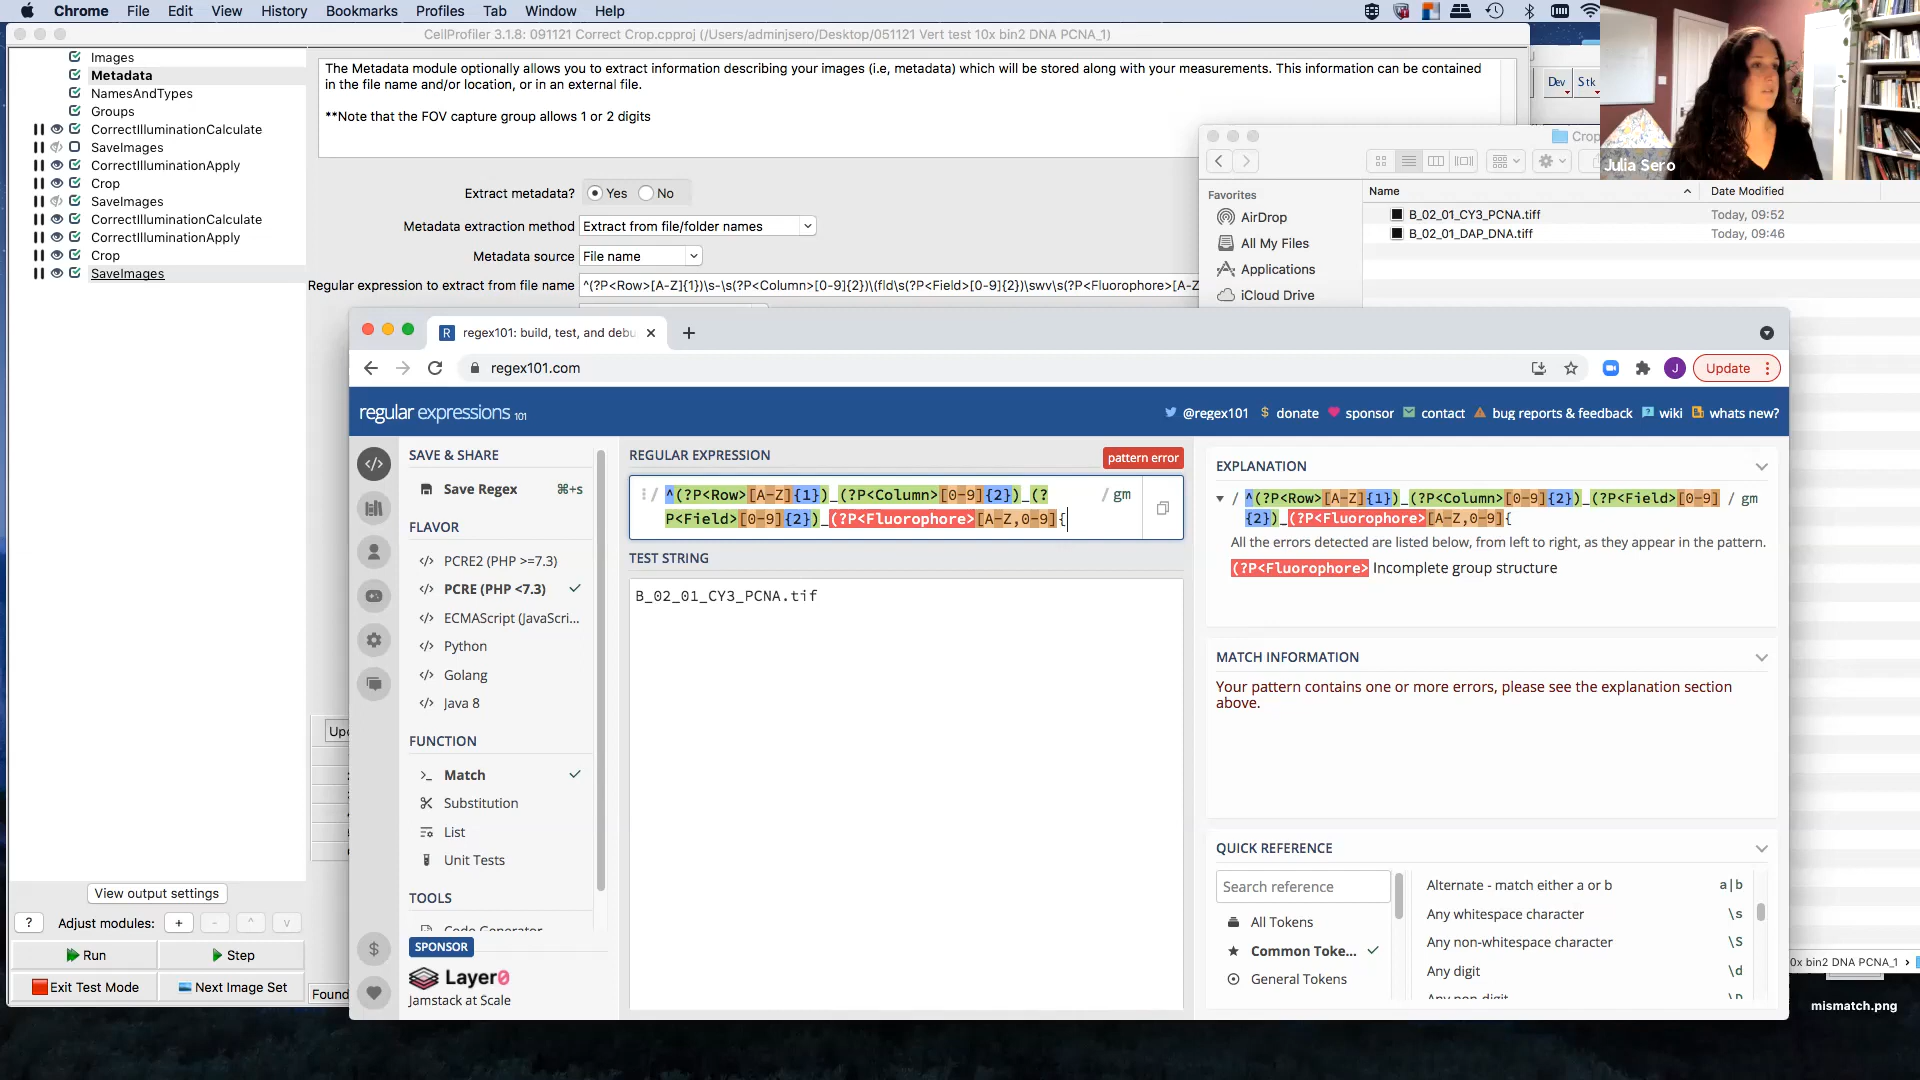 Chrome File Edit View History Bookmarks Profiles Tab Window Help
CellProfiler 3.1.8: 091121 Correct Crop.cpproj (/Users/adminjsero/Desktop/051121 Vert test 10x bin2 DNA PCNA_1)
Images
Metadata
NamesAndTypes
Groups
CorrectIlluminationCalculate
SaveImages
CorrectIlluminationApply
Crop
SaveImages
CorrectIlluminationCalculate
CorrectIlluminationApply
Crop
SaveImages
The Metadata module optionally allows you to extract information describing your images (i.e, metadata) which will be stored along with your measurements. This information can be contained
in the file name and/or location, or in an external file.
**Note that the FOV capture group allows 1 or 2 digits
Extract metadata? Yes No
Metadata extraction method Extract from file/folder names
Metadata source File name
Regular expression to extract from file name ^(?P<Row>[A-Z]{1})\s-\s(?P<Column>[0-9]{2})\(fld\s(?P<Field>[0-9]{2})\swv\s(?P<Fluorophore>[A-Z
Dev Stk
Crop
Favorites
AirDrop
All My Files
Applications
iCloud Drive
Name Date Modified
B_02_01_CY3_PCNA.tiff Today, 09:52
B_02_01_DAP_DNA.tiff Today, 09:46
Julia Sero
regex101: build, test, and debu
regex101.com
J
Update
regular expressions 101
@regex101 $ donate sponsor contact bug reports & feedback wiki whats new?
SAVE & SHARE
Save Regex ⌘+s
FLAVOR
</> PCRE2 (PHP >=7.3)
</> PCRE (PHP <7.3)
</> ECMAScript (JavaScri...
</> Python
</> Golang
</> Java 8
FUNCTION
Match
Substitution
List
Unit Tests
TOOLS
Code Generator
SPONSOR
Layer0
Jamstack at Scale
REGULAR EXPRESSION pattern error
/ ^(?P<Row>[A-Z]{1})_(?P<Column>[0-9]{2})_(? / gm
P<Field>[0-9]{2})_(?P<Fluorophore>[A-Z,0-9]{
TEST STRING
B_02_01_CY3_PCNA.tif
EXPLANATION
/ ^(?P<Row>[A-Z]{1})_(?P<Column>[0-9]{2})_(?P<Field>[0-9] / gm
{2})_(?P<Fluorophore>[A-Z,0-9]{
All the errors detected are listed below, from left to right, as they appear in the pattern.
(?P<Fluorophore> Incomplete group structure
MATCH INFORMATION
Your pattern contains one or more errors, please see the explanation section
above.
QUICK REFERENCE
Search reference
All Tokens
Common Toke...
General Tokens
Alternate - match either a or b a|b
Any whitespace character \s
Any non-whitespace character \S
Any digit \d
Any non-digit \D
View output settings
? Adjust modules: + - ^ v
Run Step
Exit Test Mode Next Image Set
Found
0x bin2 DNA PCNA_1
mismatch.png